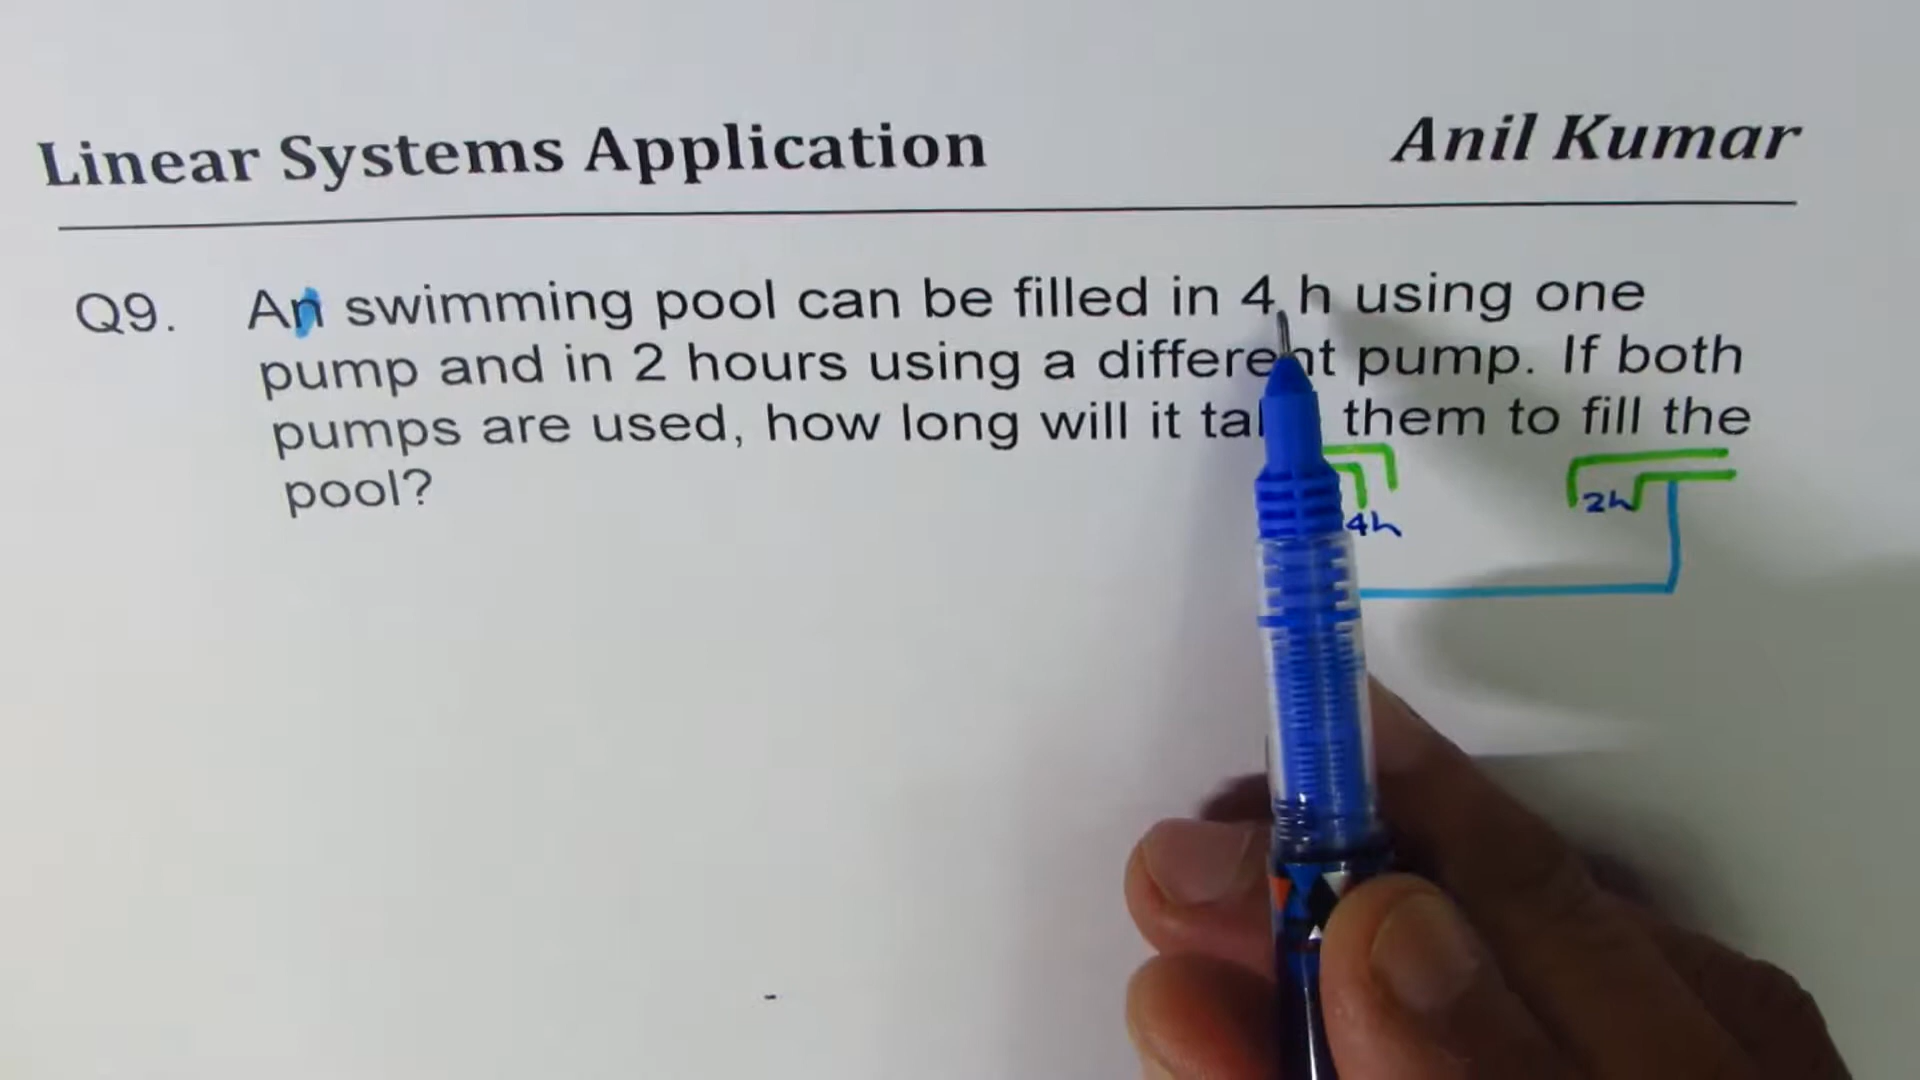 Linear Systems Application Anil Kumar
Q9. An swimming pool can be filled in 4 h using one
pump and in 2 hours using a different pump. If both
pumps are used, how long will it them to fill the
pool?
4h 2h